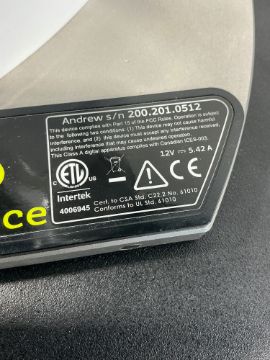 Andrew s/n 200.201.0512
This device complies with Part 15 of the FCC Rules. Operation is subject
to the following two conditions: (1) This device may not cause harmful
interference, and (2) this device must accept any interference received,
including interference that may cause undesired operation.
This Class A digital apparatus complies with Canadian ICES-003.
12V ⎓ 5.42 A
C ETL US
Intertek
4006945
CE
Cert. to CSA Std. C22.2 No. 61010
Conforms to UL Std. 61010
ce